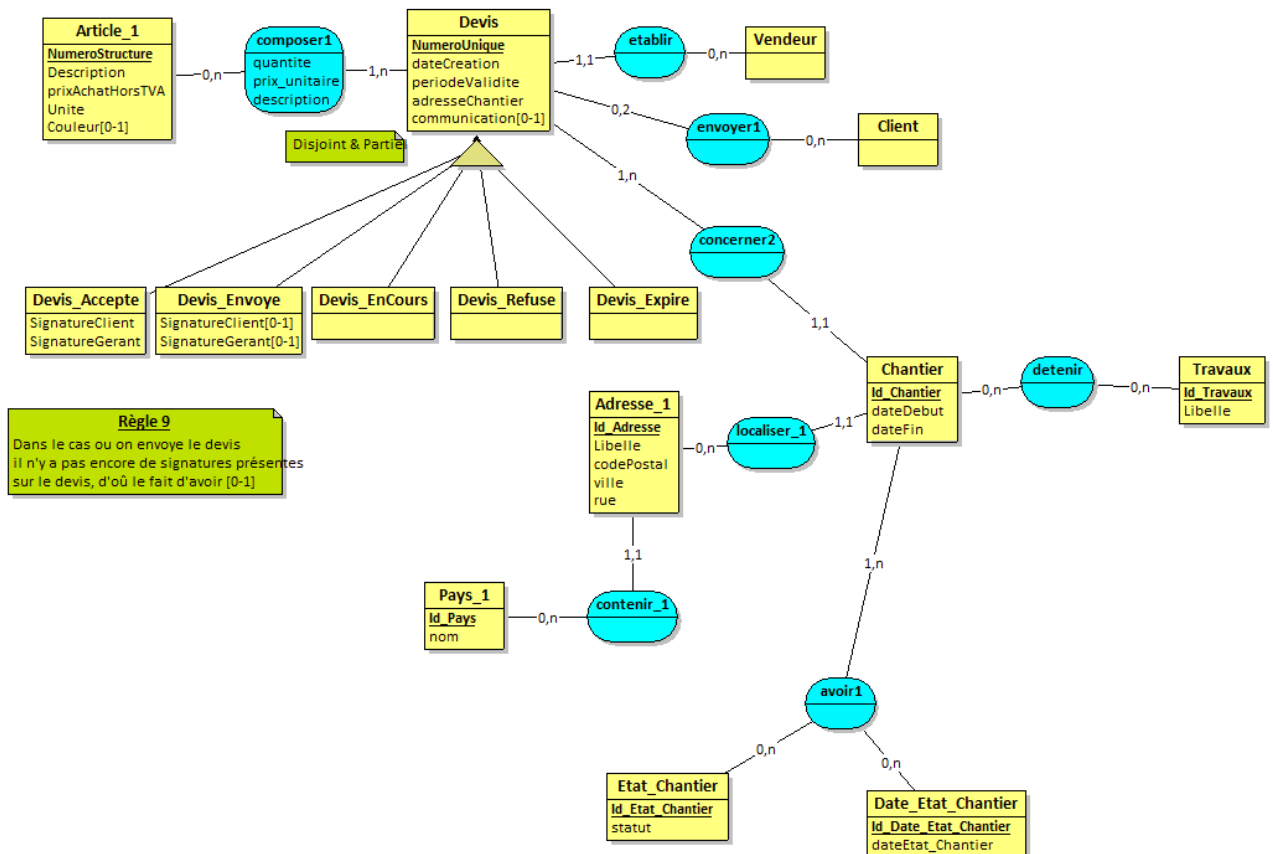 Article_1
NumeroStructure
Description
prixAchatHorsTVA
Unite
Couleur[0-1]
0,n
composer1
quantite
prix_unitaire
description
1,n
Devis
NumeroUnique
dateCreation
periodeValidite
adresseChantier
communication[0-1]
1,1
etablir
0,n
Vendeur
0,2
envoyer1
0,n
Client
Disjoint & Partiel
1,n
concerner2
1,1
Devis_Accepte
SignatureClient
SignatureGerant
Devis_Envoye
SignatureClient[0-1]
SignatureGerant[0-1]
Devis_EnCours
Devis_Refuse
Devis_Expire
Chantier
Id_Chantier
dateDebut
dateFin
0,n
detenir
0,n
Travaux
Id_Travaux
Libelle
Règle 9
Dans le cas ou on envoye le devis
il n'y a pas encore de signatures présentes
sur le devis, d'oû le fait d'avoir [0-1]
Adresse_1
Id_Adresse
Libelle
codePostal
ville
rue
0,n
localiser_1
1,1
1,1
Pays_1
Id_Pays
nom
0,n
contenir_1
1,n
avoir1
0,n
0,n
Etat_Chantier
Id_Etat_Chantier
statut
Date_Etat_Chantier
Id_Date_Etat_Chantier
dateEtat_Chantier